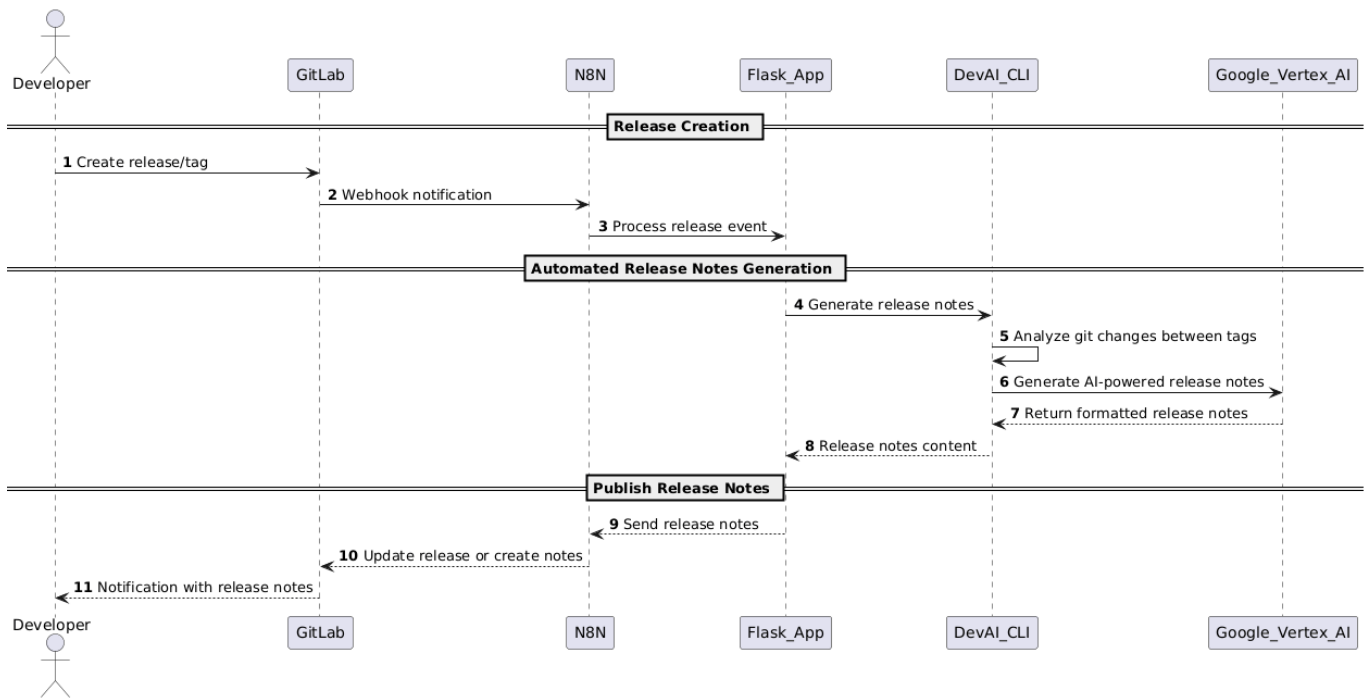 Developer
GitLab
N8N
Flask_App
DevAI_CLI
Google_Vertex_AI
Release Creation
1 Create release/tag
2 Webhook notification
3 Process release event
Automated Release Notes Generation
4 Generate release notes
5 Analyze git changes between tags
6 Generate AI-powered release notes
7 Return formatted release notes
8 Release notes content
Publish Release Notes
9 Send release notes
10 Update release or create notes
11 Notification with release notes
Developer
GitLab
N8N
Flask_App
DevAI_CLI
Google_Vertex_AI